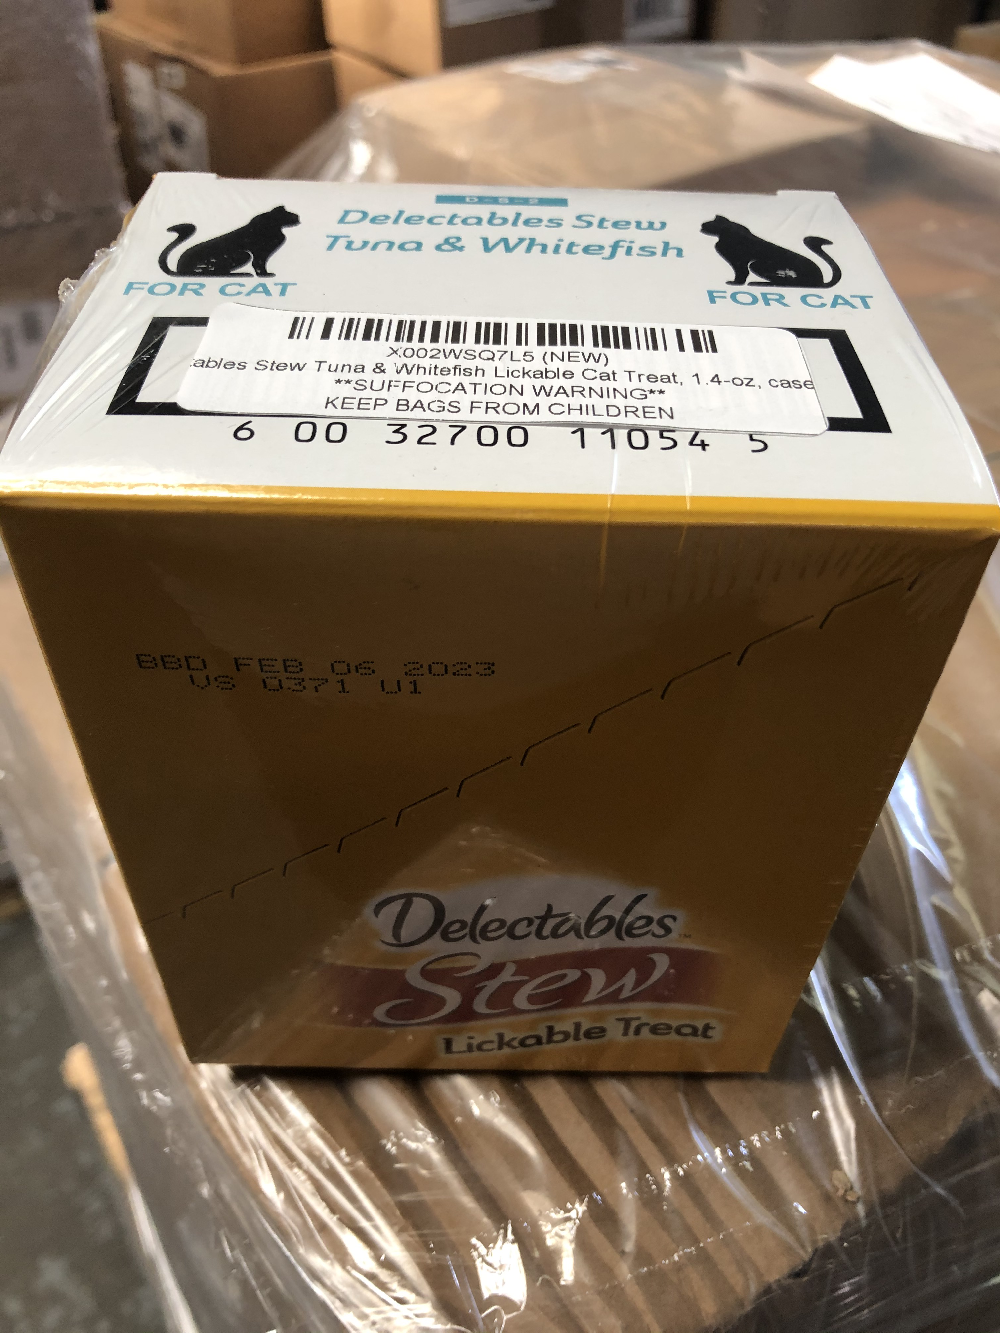 D-S-2
Delectables Stew
Tuna & Whitefish
FOR CAT
FOR CAT
X002WSQ7L5 (NEW)
ables Stew Tuna & Whitefish Lickable Cat Treat, 1.4-oz, case
**SUFFOCATION WARNING**
KEEP BAGS FROM CHILDREN
6 00 32700 11054 5
BBD FEB 06 2023
VS 0371 U1
Delectables
Stew
Lickable Treat